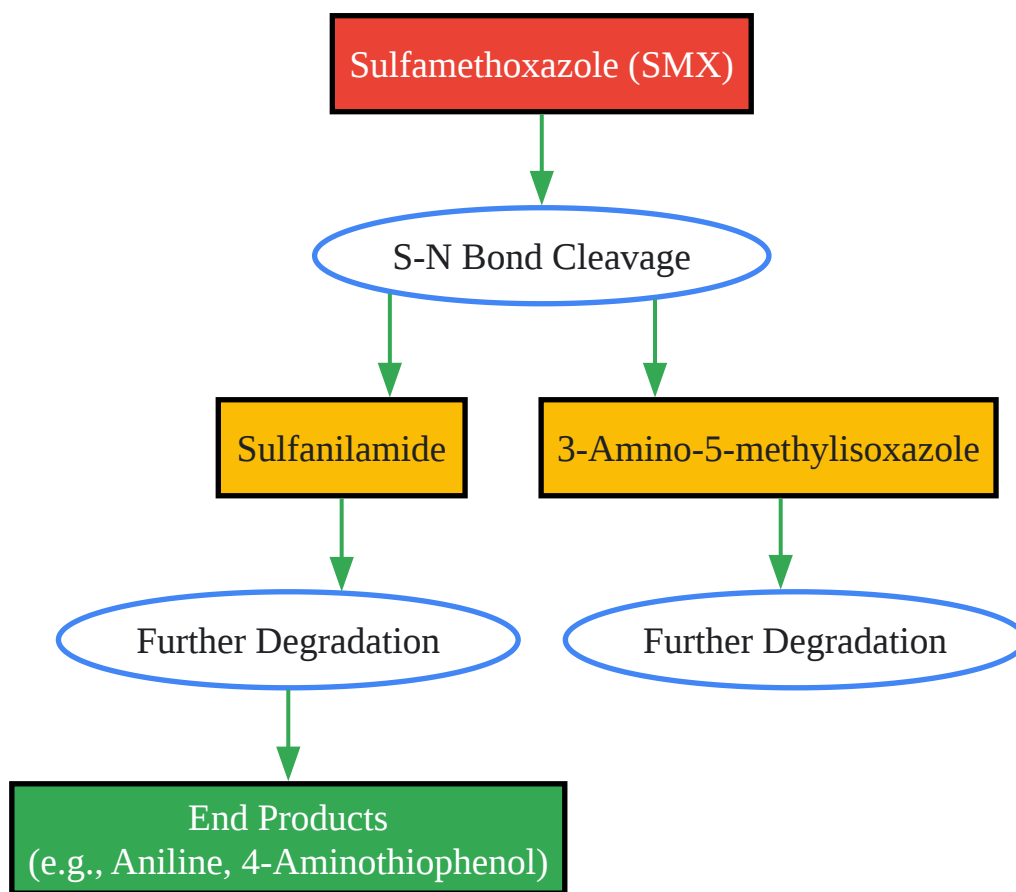 Sulfamethoxazole (SMX)
S-N Bond Cleavage
Sulfanilamide
3-Amino-5-methylisoxazole
Further Degradation
Further Degradation
End Products
(e.g., Aniline, 4-Aminothiophenol)